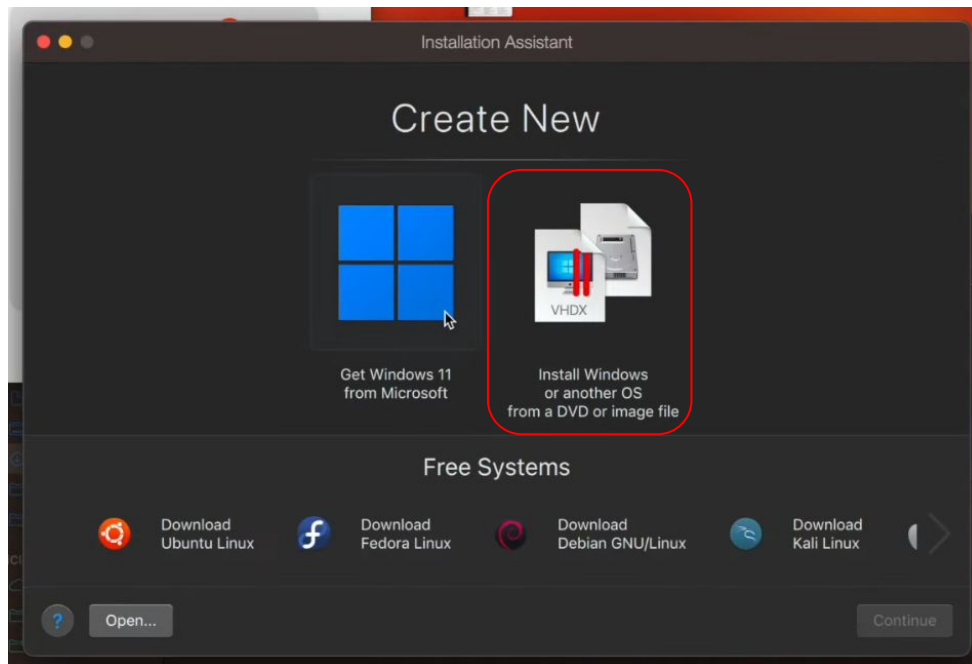 Installation Assistant
Create New
Get Windows 11
from Microsoft
VHDX
Install Windows
or another OS
from a DVD or image file
Free Systems
Download
Ubuntu Linux
Download
Fedora Linux
Download
Debian GNU/Linux
Download
Kali Linux
?
Open...
Continue